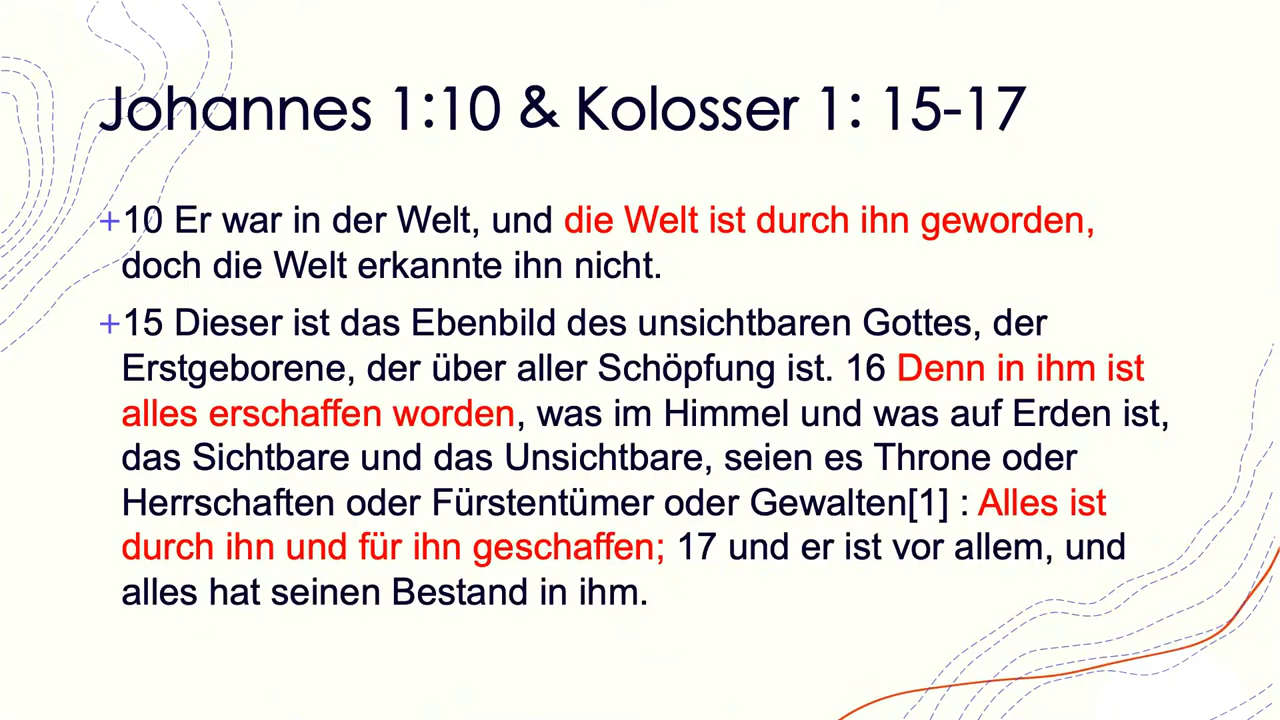 Johannes 1:10 & Kolosser 1: 15-17
+10 Er war in der Welt, und die Welt ist durch ihn geworden,
doch die Welt erkannte ihn nicht.
+15 Dieser ist das Ebenbild des unsichtbaren Gottes, der
Erstgeborene, der über aller Schöpfung ist. 16 Denn in ihm ist
alles erschaffen worden, was im Himmel und was auf Erden ist,
das Sichtbare und das Unsichtbare, seien es Throne oder
Herrschaften oder Fürstentümer oder Gewalten[1] : Alles ist
durch ihn und für ihn geschaffen; 17 und er ist vor allem, und
alles hat seinen Bestand in ihm.